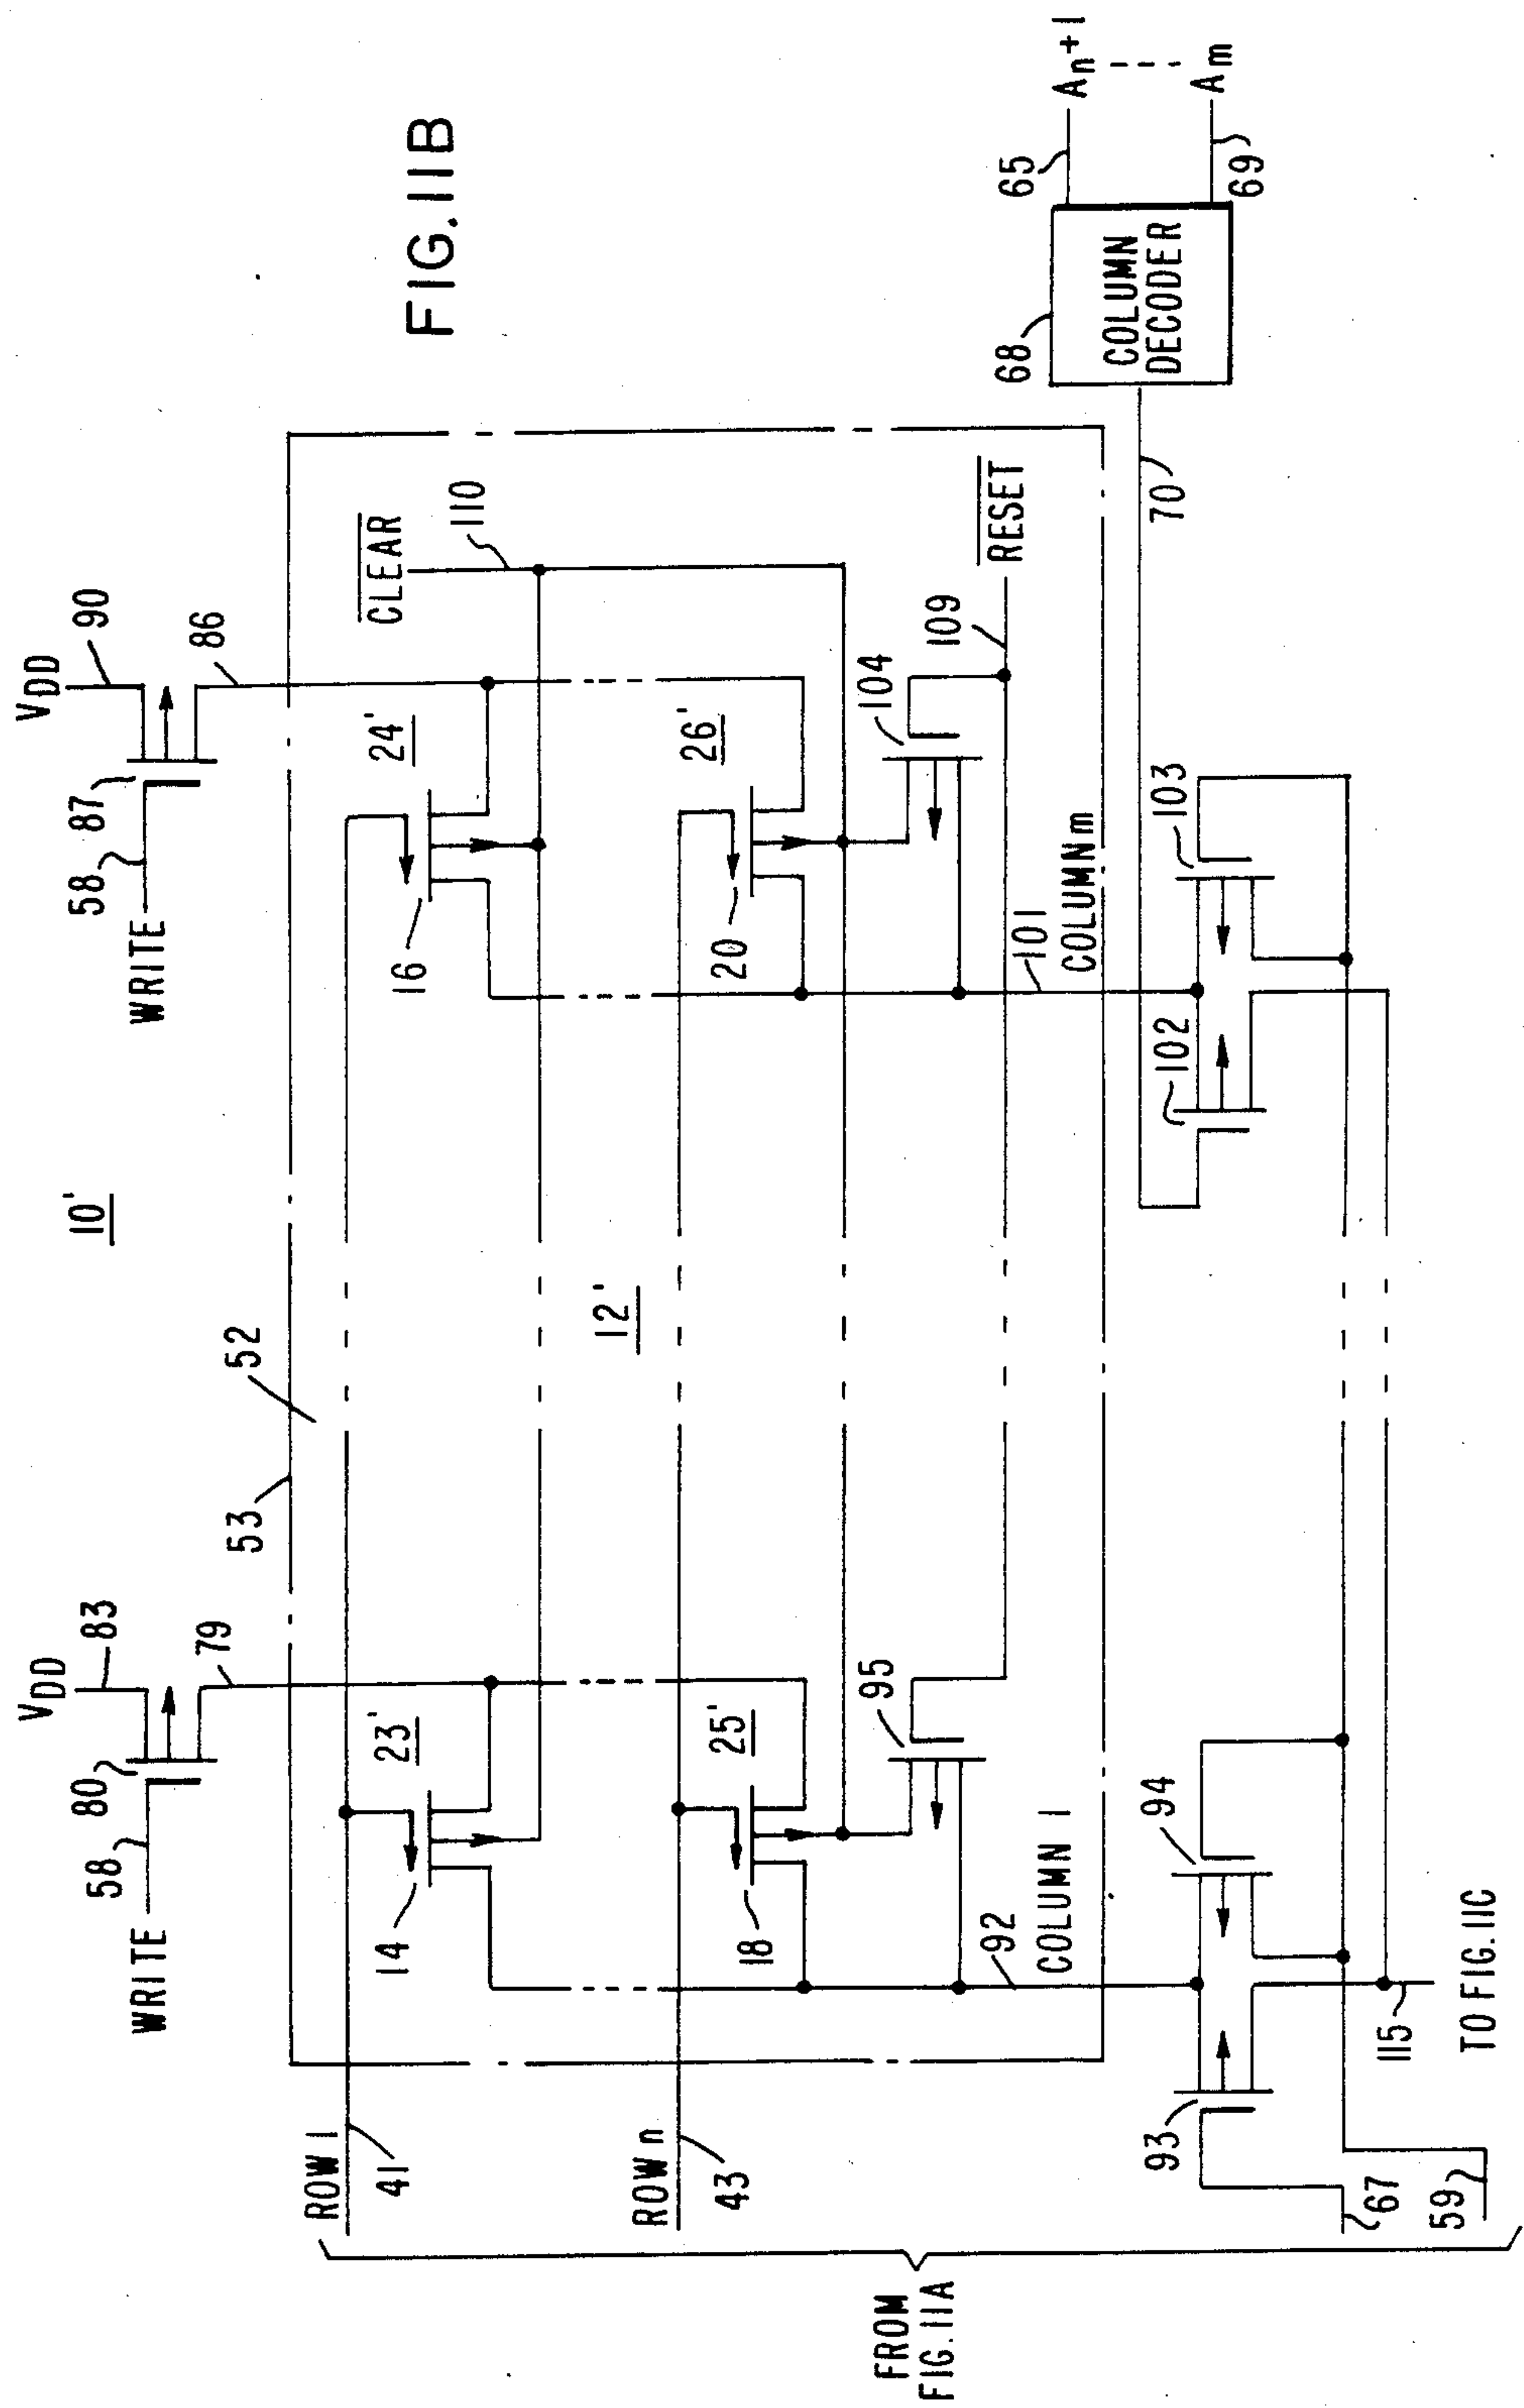 FIG. 11B
10'
VDD
83
80
58
WRITE
79
VDD
90
87
58
WRITE
86
53
52
ROW 1
41
14
23'
16
24'
CLEAR
110
12'
ROW n
43
18
25'
95
20
26'
104
109
RESET
92
COLUMN 1
101
COLUMN m
93
94
102
103
70
68
COLUMN
DECODER
65
An+1
69
Am
67
59
115
TO FIG. 11C
FROM
FIG. 11A